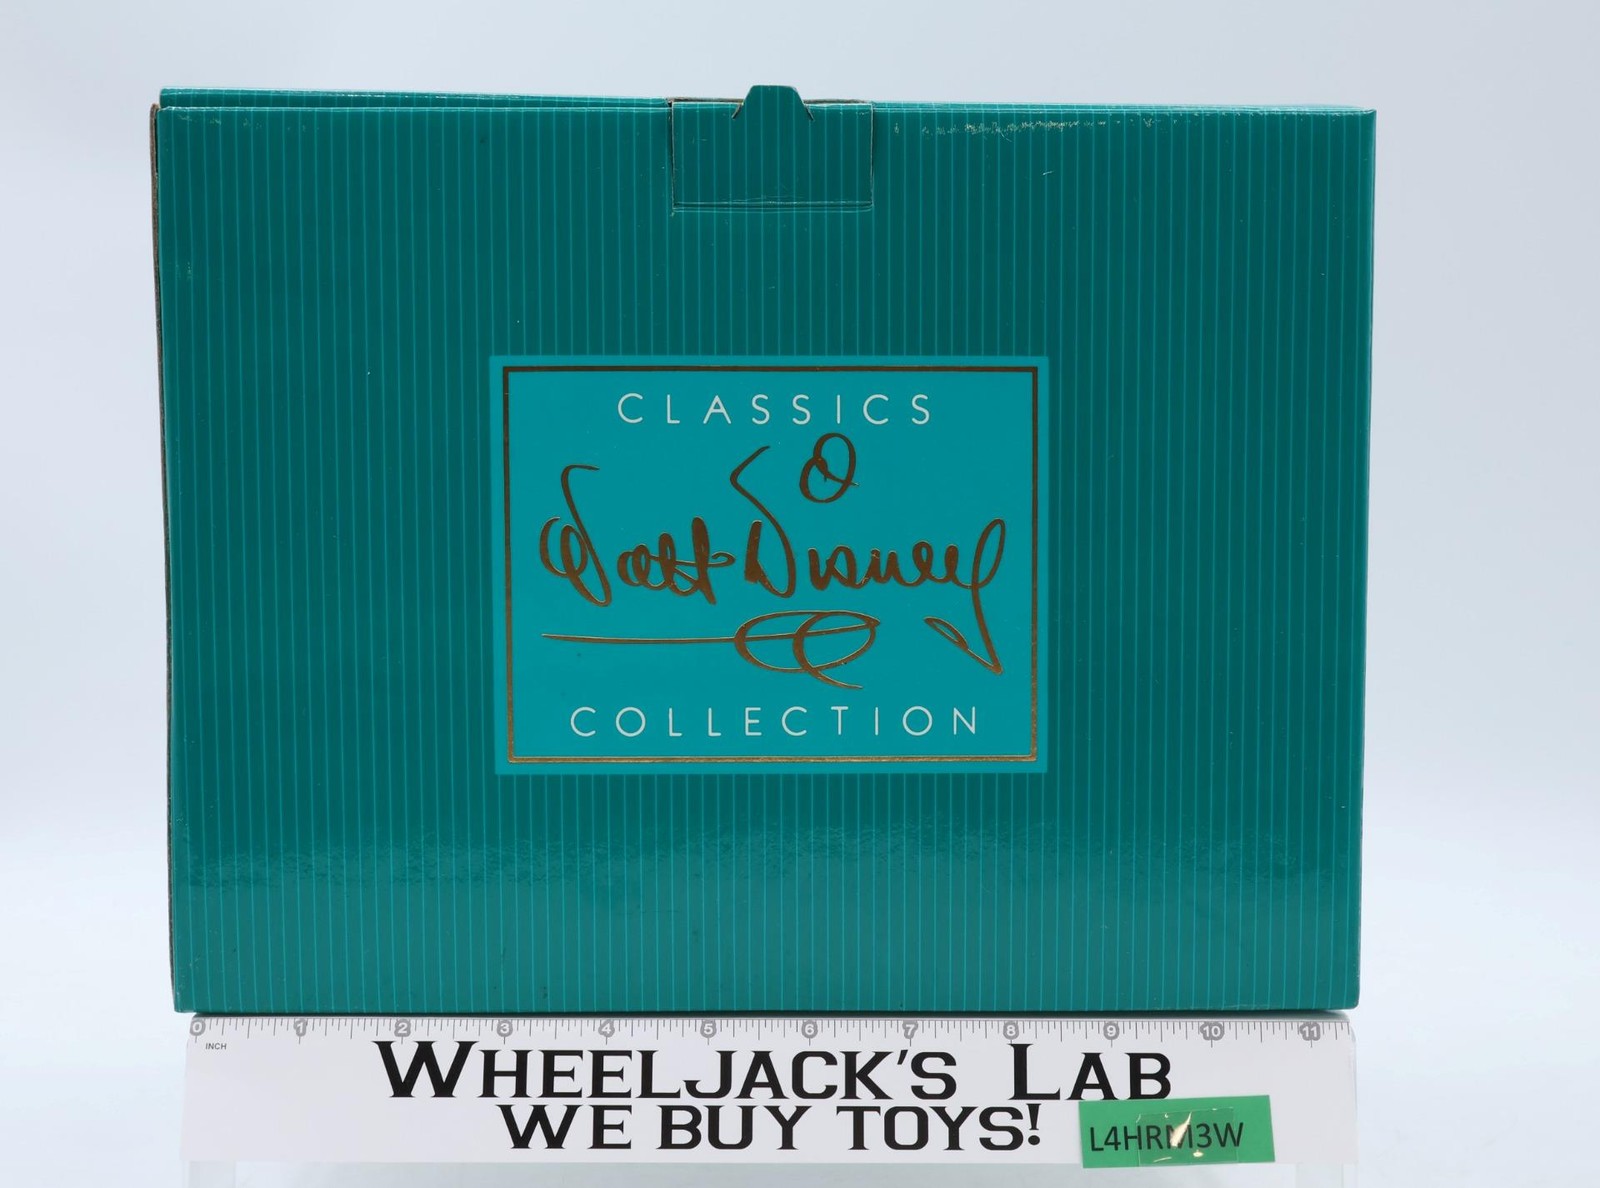 CLASSICS
Walt Disney
COLLECTION
0 1 2 3 4 5 6 7 8 9 10 11
INCH
WHEELJACK'S LAB
WE BUY TOYS!
L4HRM3W